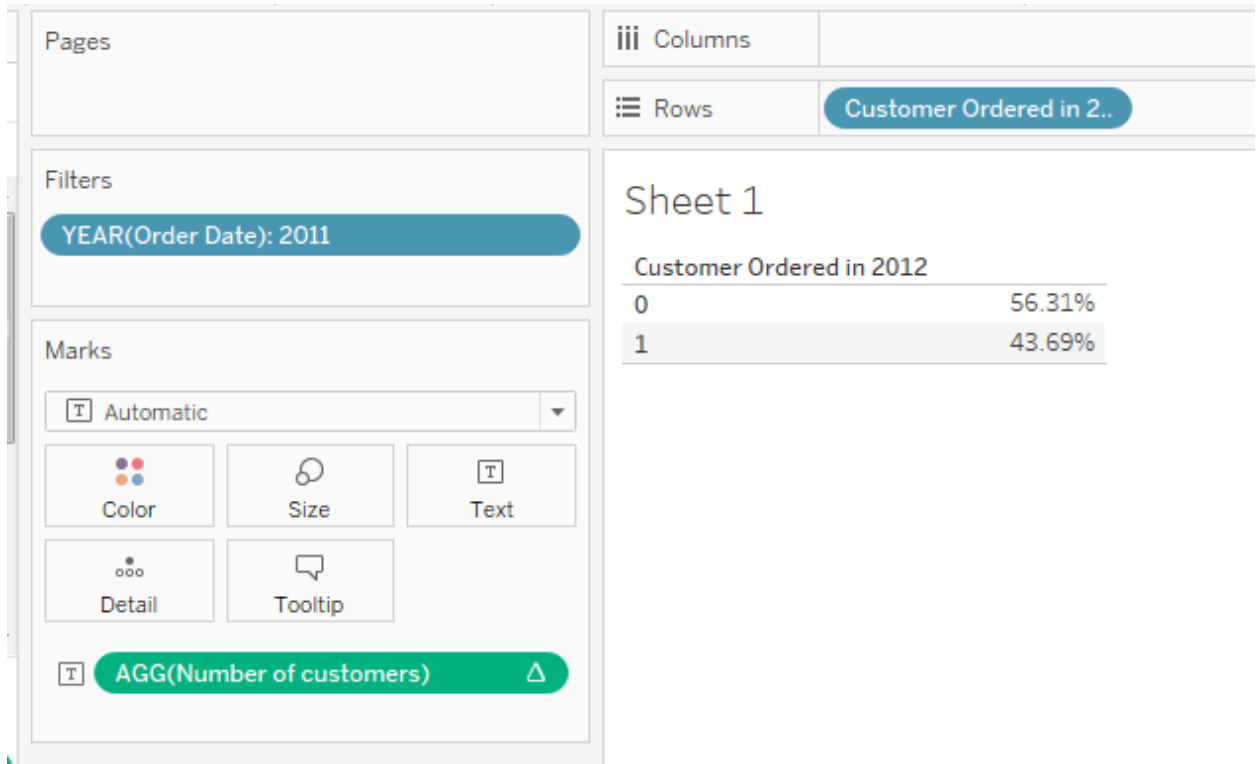 Pages
Columns
Rows
Customer Ordered in 2..
Filters
YEAR(Order Date): 2011
Sheet 1
Customer Ordered in 2012
0 56.31%
1 43.69%
Marks
T Automatic
Color Size T Text
Detail Tooltip
T AGG(Number of customers) Δ